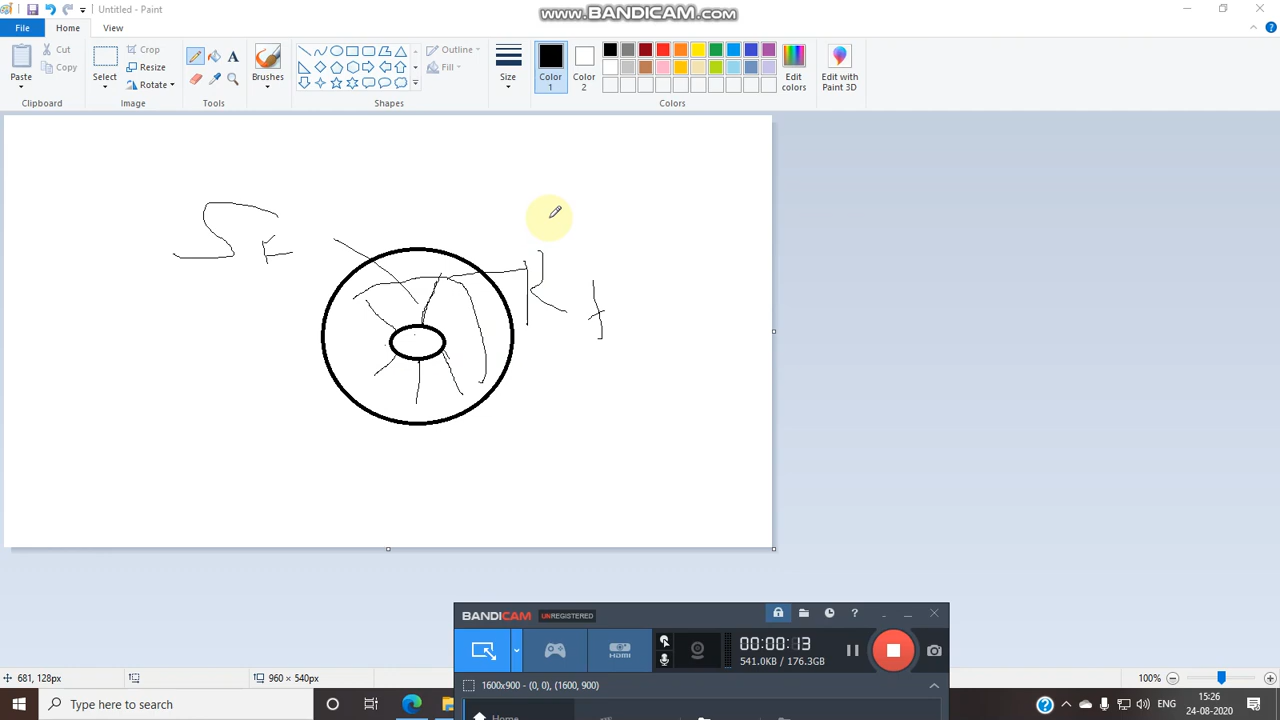 Untitled - Paint
www.BANDICAM.com
File
Home
View
Paste
Cut
Copy
Clipboard
Select
Crop
Resize
Rotate
Image
A
Tools
Brushes
Outline
Fill
Shapes
Size
Color
1
Color
2
Edit
colors
Edit with
Paint 3D
Colors
BANDICAM UNREGISTERED
HDMI
00:00:13
541.0KB / 176.3GB
1600x900 - (0, 0), (1600, 900)
Home
681, 128px
960 × 540px
100%
Type here to search
15:26
24-08-2020